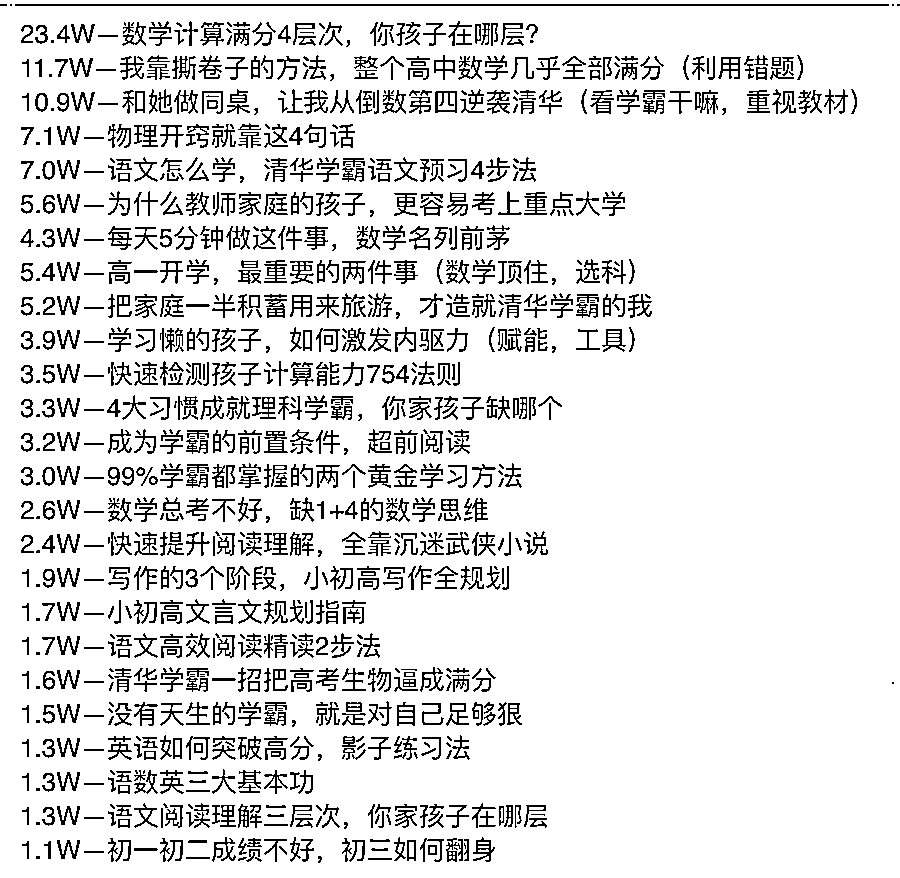 23.4W—数学计算满分4层次，你孩子在哪层？
11.7W—我靠撕卷子的方法，整个高中数学几乎全部满分（利用错题）
10.9W—和她做同桌，让我从倒数第四逆袭清华（看学霸干嘛，重视教材）
7.1W—物理开窍就靠这4句话
7.0W—语文怎么学，清华学霸语文预习4步法
5.6W—为什么教师家庭的孩子，更容易考上重点大学
4.3W—每天5分钟做这件事，数学名列前茅
5.4W—高一开学，最重要的两件事（数学顶住，选科）
5.2W—把家庭一半积蓄用来旅游，才造就清华学霸的我
3.9W—学习懒的孩子，如何激发内驱力（赋能，工具）
3.5W—快速检测孩子计算能力754法则
3.3W—4大习惯成就理科学霸，你家孩子缺哪个
3.2W—成为学霸的前置条件，超前阅读
3.0W—99%学霸都掌握的两个黄金学习方法
2.6W—数学总考不好，缺1+4的数学思维
2.4W—快速提升阅读理解，全靠沉迷武侠小说
1.9W—写作的3个阶段，小初高写作全规划
1.7W—小初高文言文规划指南
1.7W—语文高效阅读精读2步法
1.6W—清华学霸一招把高考生物逼成满分
1.5W—没有天生的学霸，就是对自己足够狠
1.3W—英语如何突破高分，影子练习法
1.3W—语数英三大基本功
1.3W—语文阅读理解三层次，你家孩子在哪层
1.1W—初一初二成绩不好，初三如何翻身